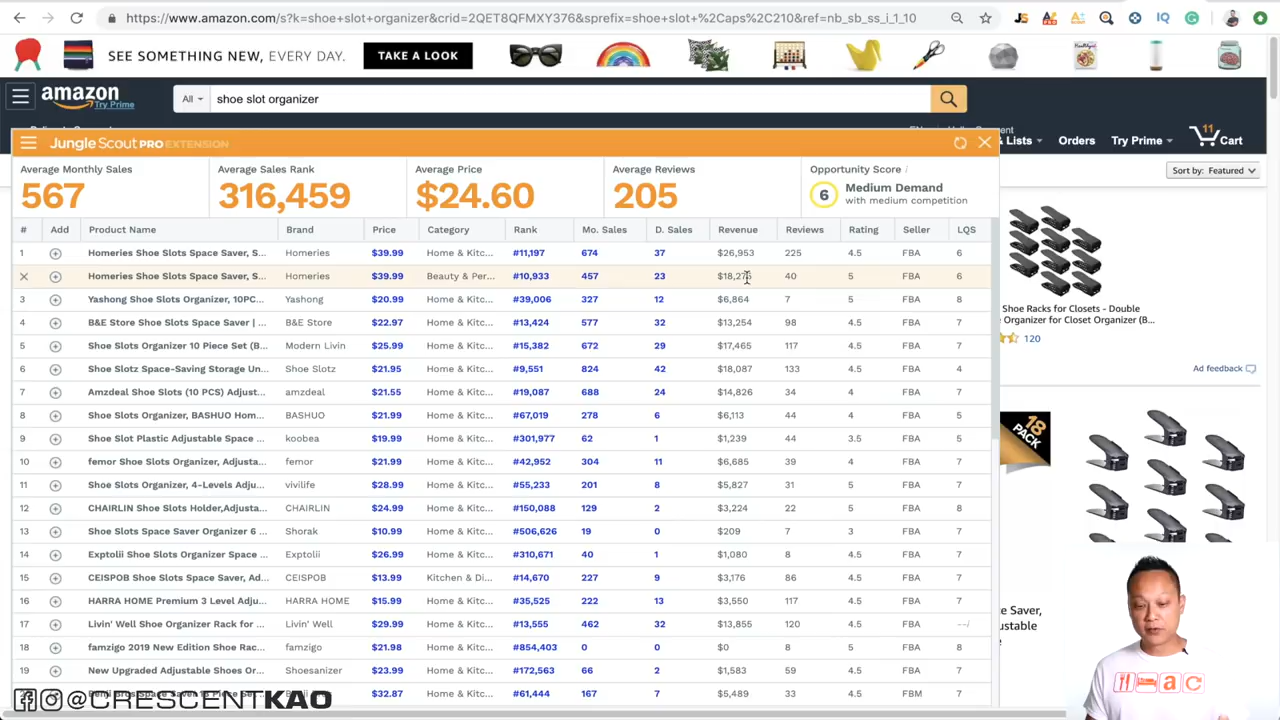 https://www.amazon.com/s?k=shoe+slot+organizer&crid=2QET8QFMXY376&sprefix=shoe+slot+%2Caps%2C210&ref=nb_sb_ss_i_1_10
SEE SOMETHING NEW, EVERY DAY. TAKE A LOOK
amazon
Try Prime
All shoe slot organizer
& Lists Orders Try Prime 11 Cart
Jungle Scout PRO EXTENSION
Sort by: Featured
Average Monthly Sales Average Sales Rank Average Price Average Reviews Opportunity Score
567 316,459 $24.60 205 6 Medium Demand
with medium competition
# Add Product Name Brand Price Category Rank Mo. Sales D. Sales Revenue Reviews Rating Seller LQS
1 Homeries Shoe Slots Space Saver, S... Homeries $39.99 Home & Kitc... #11,197 674 37 $26,953 225 4.5 FBA 6
Homeries Shoe Slots Space Saver, S... Homeries $39.99 Beauty & Per... #10,933 457 23 40 5 FBA 6
3 Yashong Shoe Slots Organizer, 10PC... Yashong $20.99 Home & Kitc... #39,006 327 12 $6,864 7 5 FBA 8
4 B&E Store Shoe Slots Space Saver | ... B&E Store $22.97 Home & Kitc... #13,424 577 32 $13,254 98 4.5 FBA 7
5 Shoe Slots Organizer 10 Piece Set (B... Modern Livin $25.99 Home & Kitc... #15,382 672 29 $17,465 117 4.5 FBA 7
6 Shoe Slotz Space-Saving Storage Un... Shoe Slotz $21.95 Home & Kitc... #9,551 824 42 $18,087 133 4.5 FBA 4
7 Amzdeal Shoe Slots (10 PCS) Adjust... amzdeal $21.55 Home & Kitc... #19,087 688 24 $14,826 34 4 FBA 7
8 Shoe Slots Organizer, BASHUO Hom... BASHUO $21.99 Home & Kitc... #67,019 278 6 $6,113 44 4 FBA 5
9 Shoe Slot Plastic Adjustable Space ... koobea $19.99 Home & Kitc... #301,977 62 1 $1,239 44 3.5 FBA 5
10 femor Shoe Slots Organizer, Adjusta... femor $21.99 Home & Kitc... #42,952 304 11 $6,685 39 4 FBA 7
11 Shoe Slots Organizer, 4-Levels Adju... vivilife $28.99 Home & Kitc... #55,233 201 8 $5,827 31 5 FBA 7
12 CHAIRLIN Shoe Slots Holder,Adjusta... CHAIRLIN $24.99 Home & Kitc... #150,088 129 2 $3,224 22 5 FBA 8
13 Shoe Slots Space Saver Organizer 6 ... Shorak $10.99 Home & Kitc... #506,626 19 0 $209 7 3 FBA 7
14 Exptolii Shoe Slots Organizer Space ... Exptolii $26.99 Home & Kitc... #310,671 40 1 $1,080 8 4.5 FBA 7
15 CEISPOB Shoe Slots Space Saver, Ad... CEISPOB $13.99 Kitchen & Di... #14,670 227 9 $3,176 86 4.5 FBA 7
16 HARRA HOME Premium 3 Level Adju... HARRA HOME $15.99 Home & Kitc... #35,525 222 13 $3,550 117 4.5 FBA 7
17 Livin' Well Shoe Organizer Rack for ... Livin' Well $29.99 Home & Kitc... #13,555 462 32 $13,855 120 4.5 FBA --/
18 famzigo 2019 New Edition Shoe Rac... famzigo $21.98 Home & Kitc... #854,403 0 0 $0 8 5 FBA 8
19 New Upgraded Adjustable Shoes Or... Shoesanizer $23.99 Home & Kitc... #172,563 66 2 $1,583 59 4.5 FBA 7
$32.87 Home & Kitc... #61,444 167 7 $5,489 33 4.5 FBM 7
Shoe Racks for Closets - Double
Organizer for Closet Organizer (B...
120
Ad feedback
18
PACK
e Saver,
ustable
@CRESCENTKAO